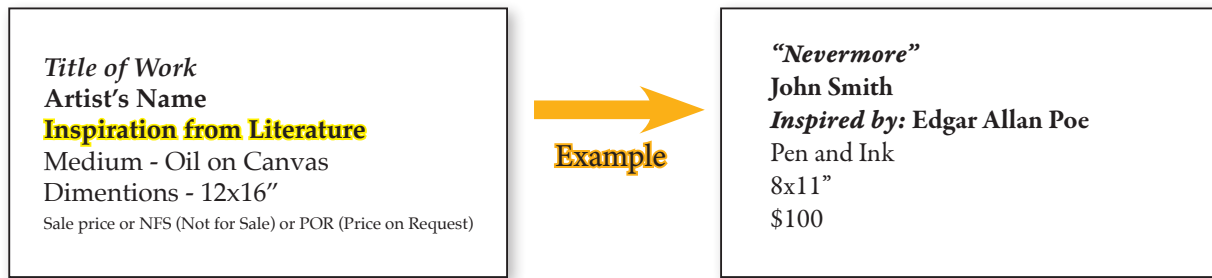 Title of Work
Artist’s Name
Inspiration from Literature
Medium - Oil on Canvas
Dimentions - 12x16”
Sale price or NFS (Not for Sale) or POR (Price on Request)
Example
“Nevermore”
John Smith
Inspired by: Edgar Allan Poe
Pen and Ink
8x11”
$100